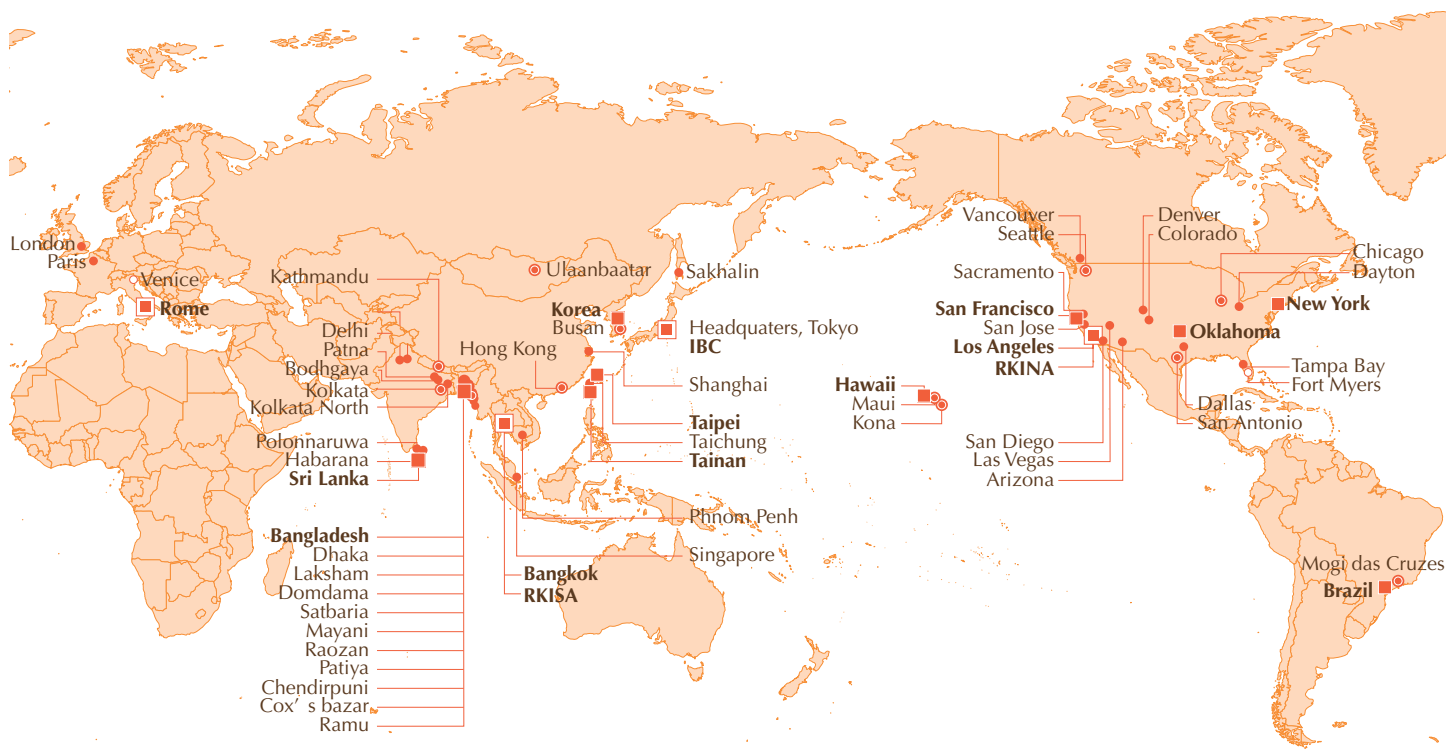 London
Paris
Venice
Rome
Kathmandu
Delhi
Patna
Bodhgaya
Kolkata
Kolkata North
Polonnaruwa
Habarana
Sri Lanka
Bangladesh
Dhaka
Laksham
Domdama
Satbaria
Mayani
Raozan
Patiya
Chendirpuni
Cox’ s bazar
Ramu
Ulaanbaatar
Sakhalin
Korea
Busan
Hong Kong
Headquaters, Tokyo
IBC
Shanghai
Taipei
Taichung
Tainan
Phnom Penh
Singapore
Bangkok
RKISA
Hawaii
Maui
Kona
Vancouver
Seattle
Sacramento
San Francisco
San Jose
Los Angeles
RKINA
San Diego
Las Vegas
Arizona
Denver
Colorado
Chicago
Dayton
New York
Oklahoma
Tampa Bay
Fort Myers
Dallas
San Antonio
Mogi das Cruzes
Brazil